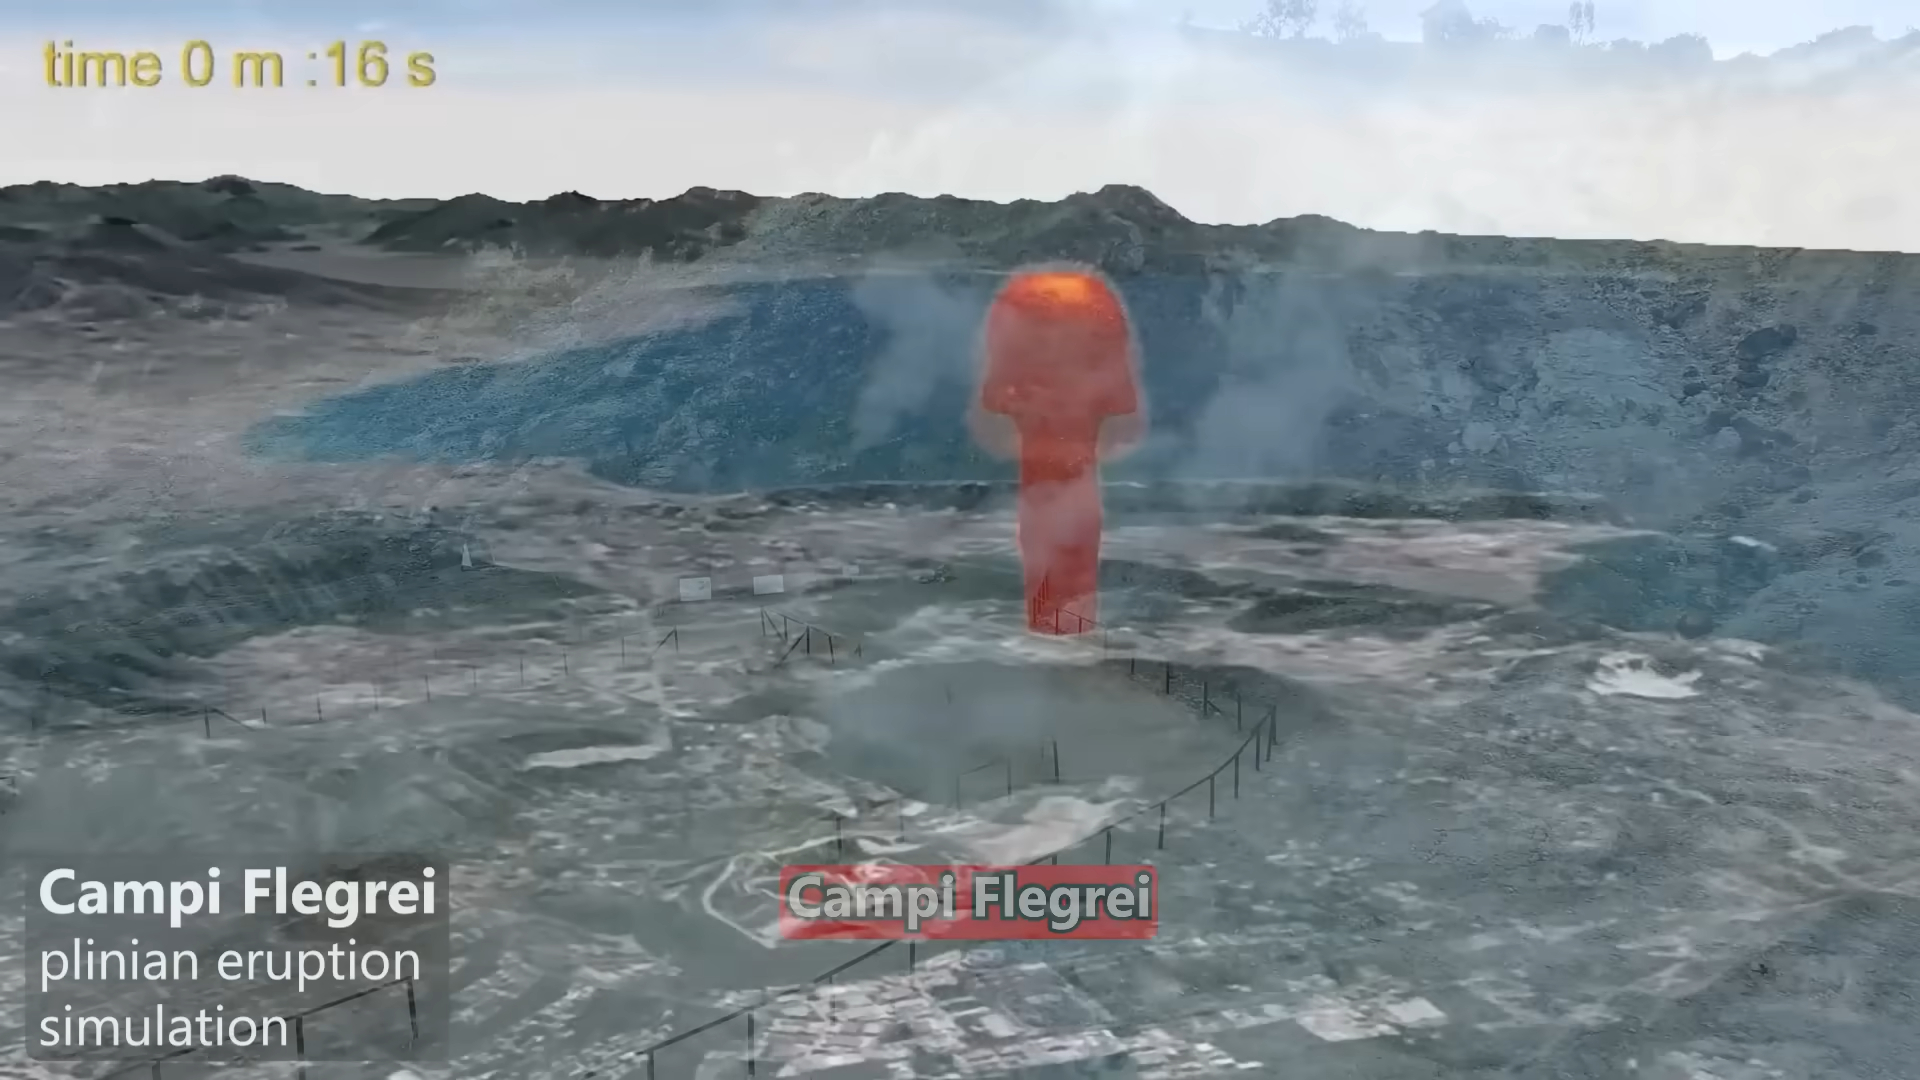 time 0 m :16 s
Campi Flegrei
Campi Flegrei
plinian eruption
simulation